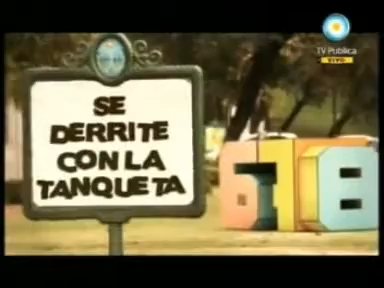 TV Pública
VIVO
SE
DERRITE
CON LA
TANQUETA
678